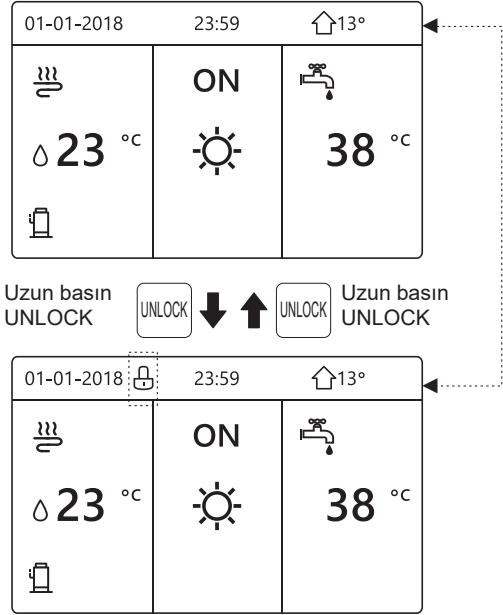 01-01-2018 23:59 13°
ON
23 °C 38 °C
Uzun basın UNLOCK UNLOCK Uzun basın
UNLOCK UNLOCK
01-01-2018 23:59 13°
ON
23 °C 38 °C